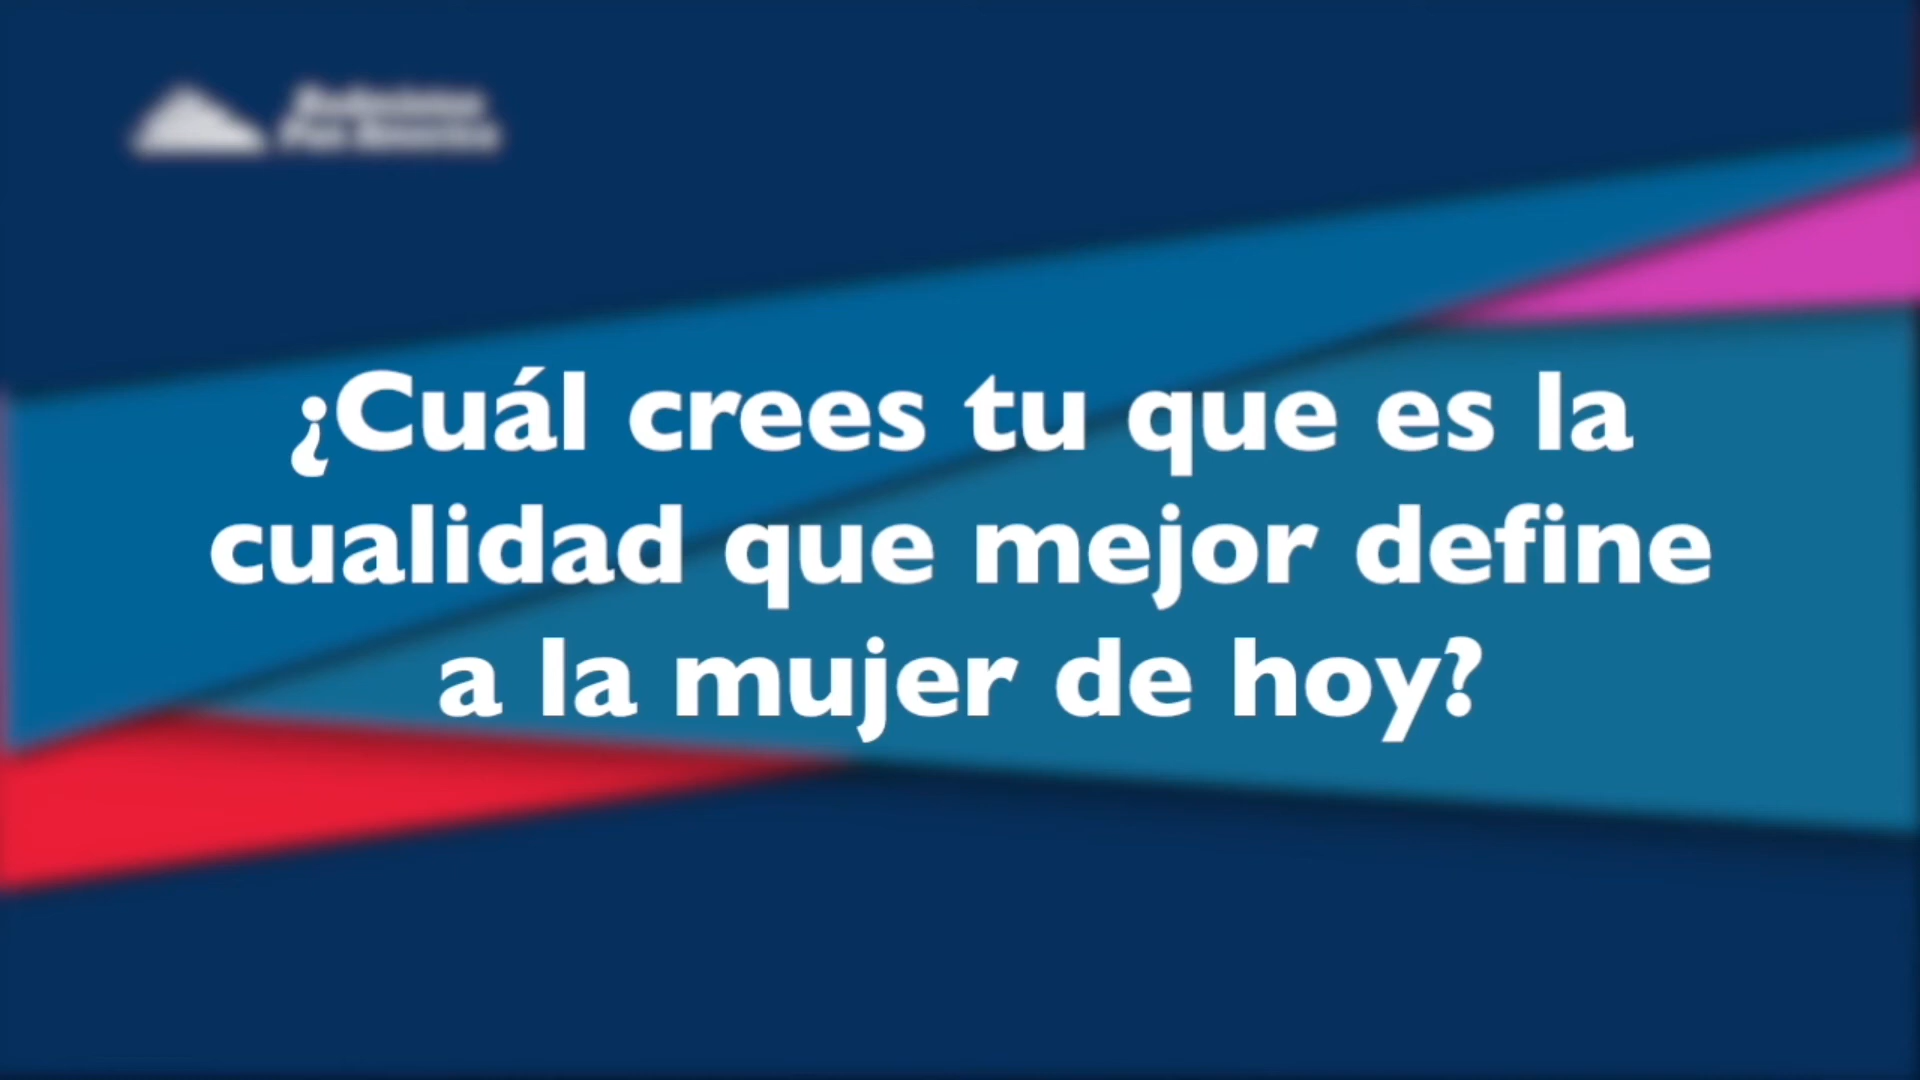 ¿Cuál crees tu que es la
cualidad que mejor define
a la mujer de hoy?